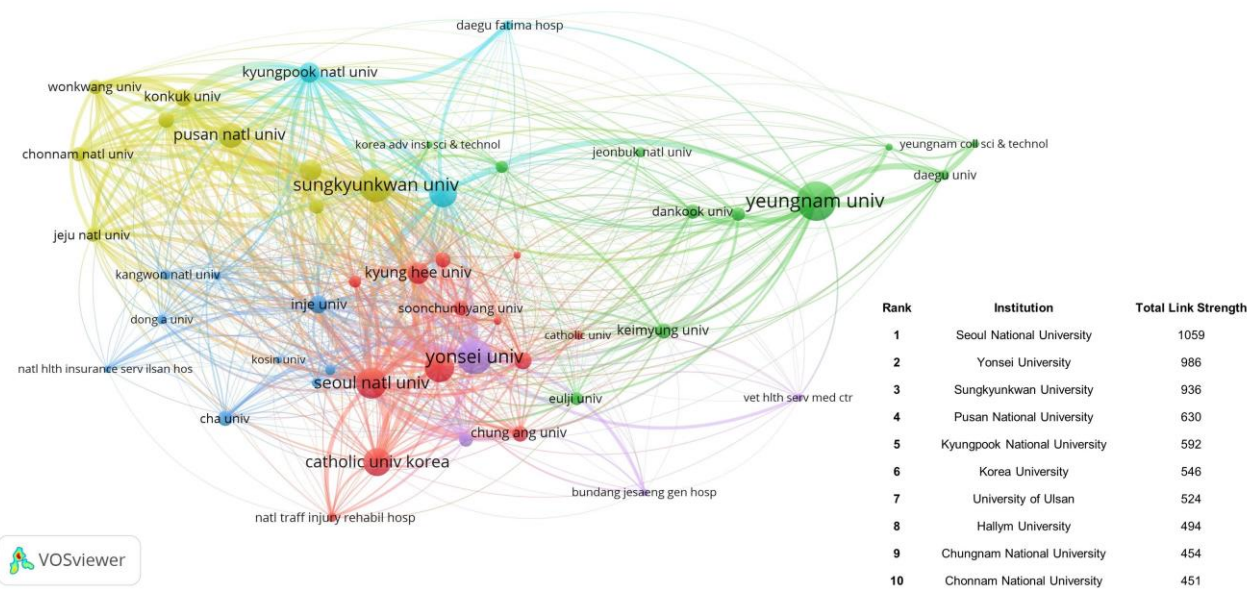 daegu fatima hosp
kyungpook natl univ
wonkwang univ
konkuk univ
pusan natl univ
korea adv inst sci & technol
yeungnam coll sci & technol
chonnam natl univ
jeonbuk natl univ
daegu univ
sungkyunkwan univ
yeungnam univ
dankook univ
jeju natl univ
kangwon natl univ
kyung hee univ
inje univ
soonchunhyang univ
dong a univ
catholic univ
keimyung univ
kosin univ
yonsei univ
natl hlth insurance serv ilsan hos
seoul natl univ
eulji univ
vet hlth serv med ctr
cha univ
chung ang univ
catholic univ korea
bundang jesaeng gen hosp
natl traff injury rehabil hosp
VOSviewer
Rank Institution Total Link Strength
1 Seoul National University 1059
2 Yonsei University 986
3 Sungkyunkwan University 936
4 Pusan National University 630
5 Kyungpook National University 592
6 Korea University 546
7 University of Ulsan 524
8 Hallym University 494
9 Chungnam National University 454
10 Chonnam National University 451